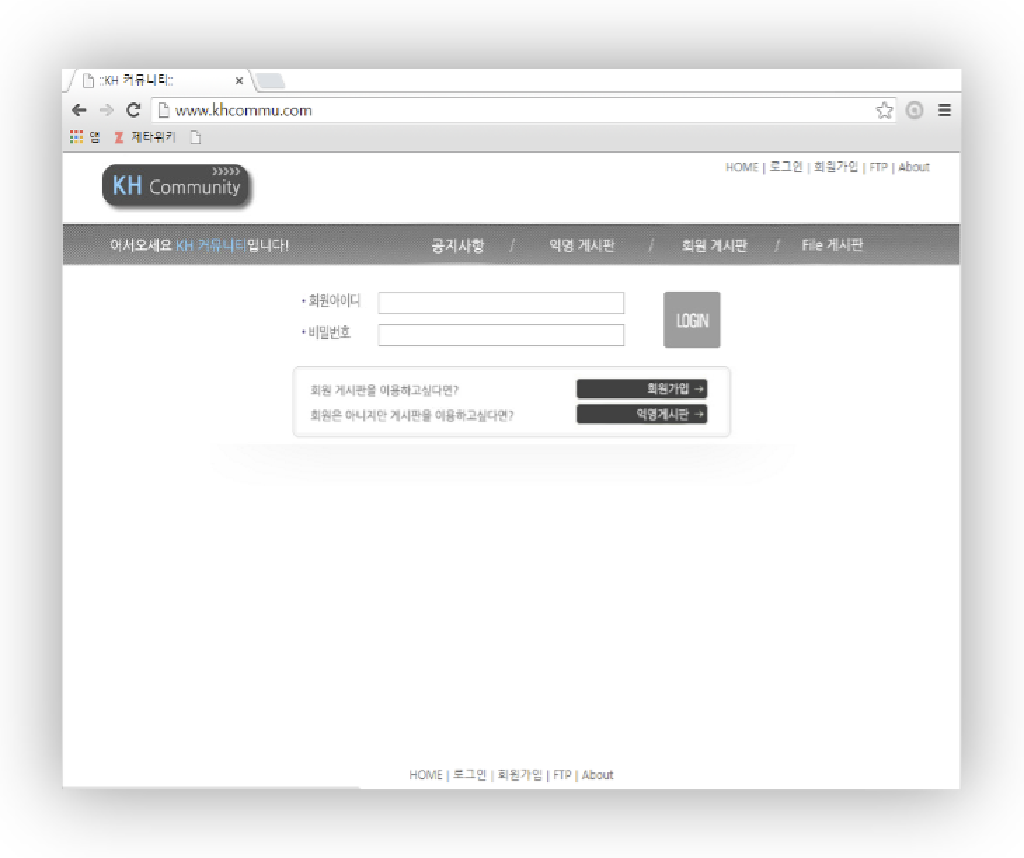 ::KH 커뮤니티::
www.khcommu.com
앱 Z 제타위키
KH Community
HOME | 로그인 | 회원가입 | FTP | About
어서오세요 KH 커뮤니티입니다! 공지사항 / 익명 게시판 / 회원 게시판 / File 게시판
• 회원아이디
LOGIN
• 비밀번호
회원 게시판을 이용하고싶다면? 회원가입 →
회원은 아니지만 게시판을 이용하고싶다면? 익명게시판 →
HOME | 로그인 | 회원가입 | FTP | About